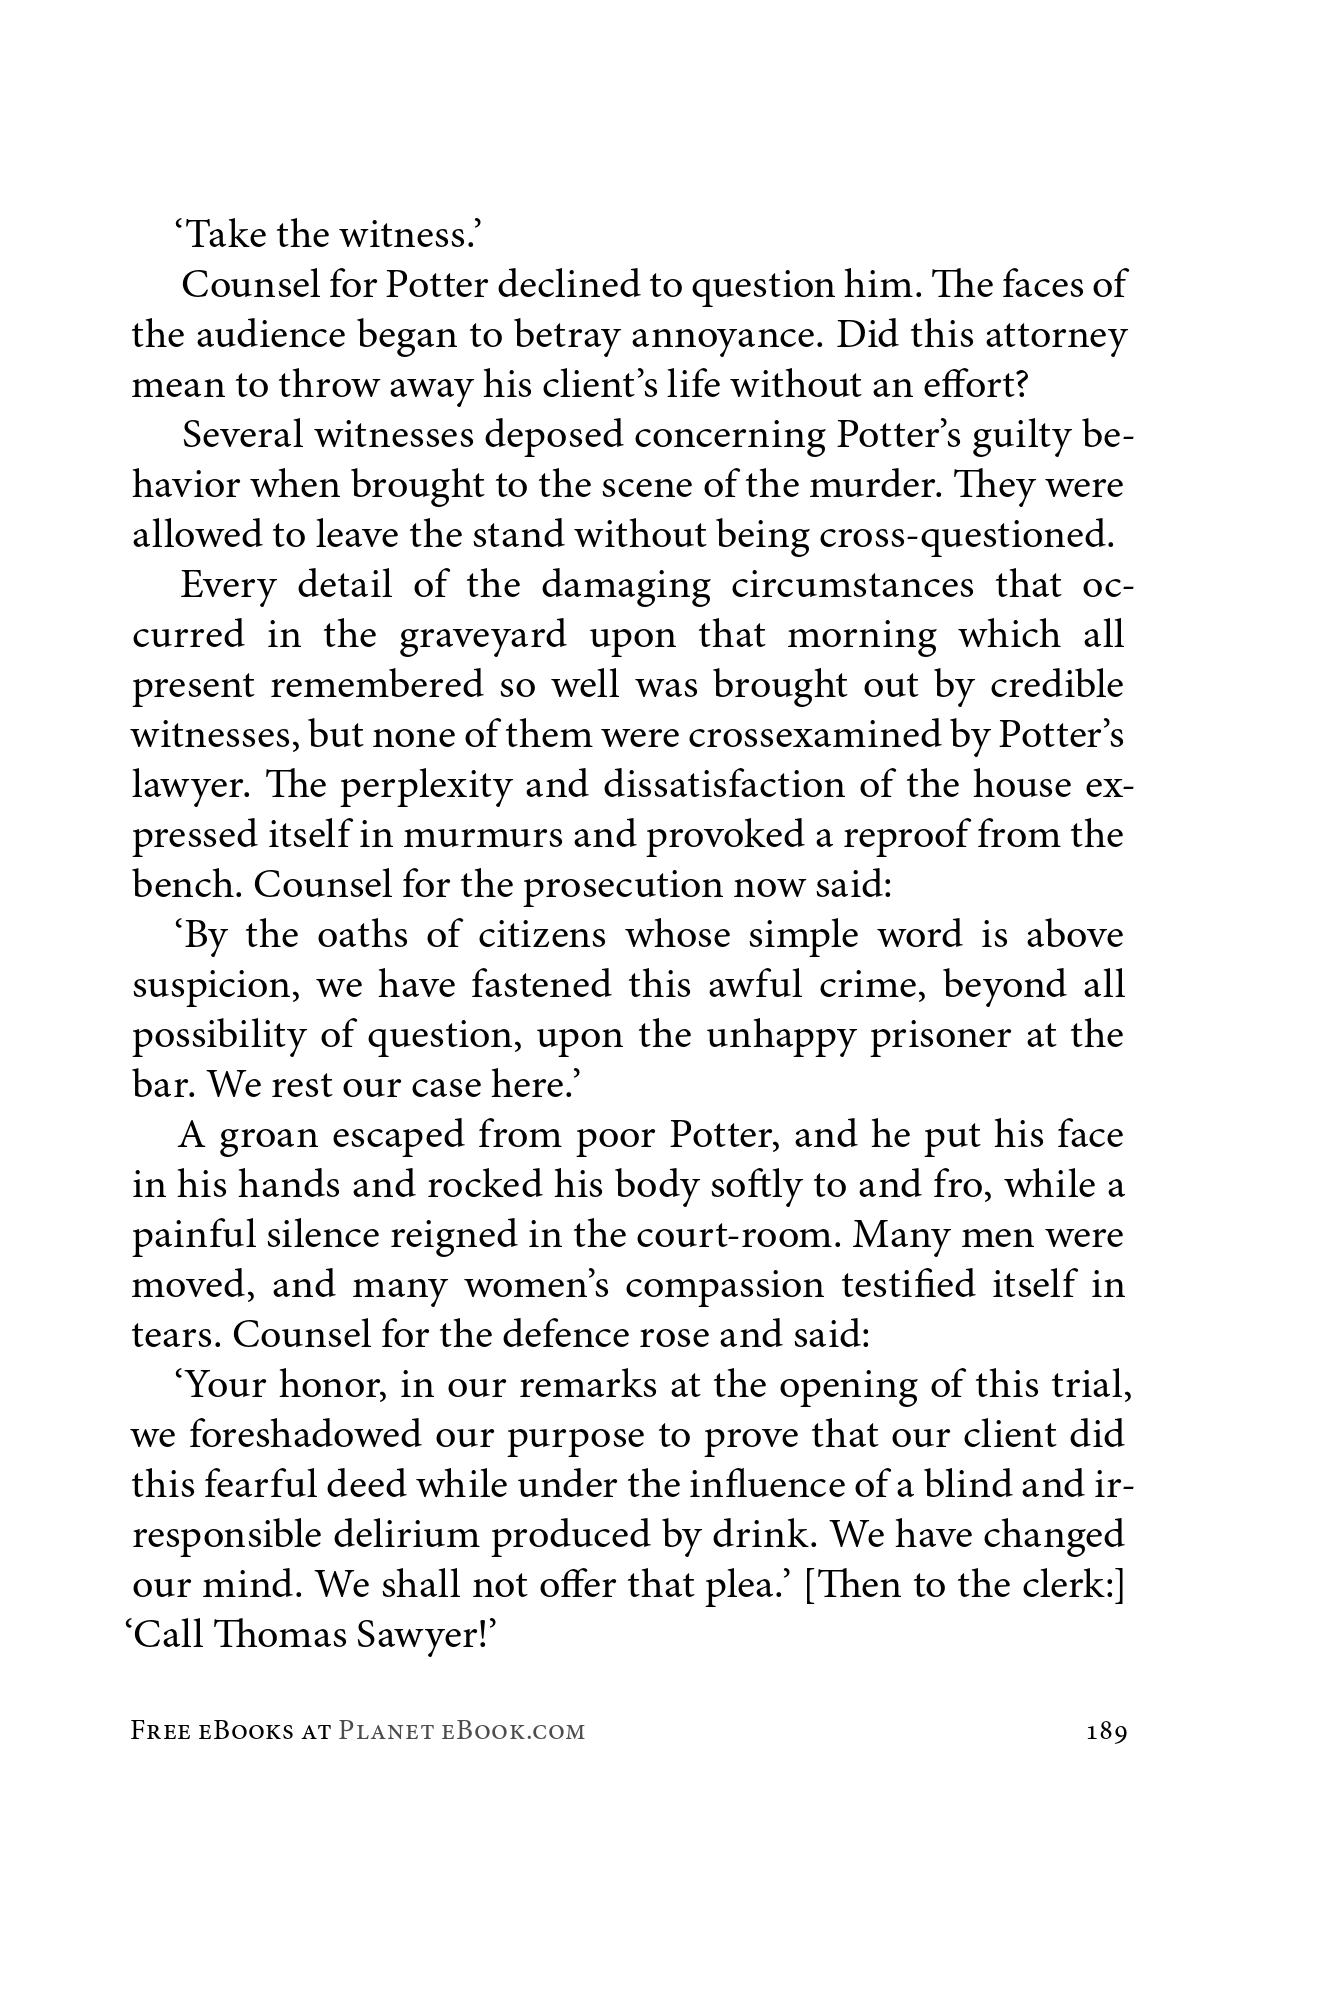 ‘Take the witness.’
Counsel for Potter declined to question him. The faces of
the audience began to betray annoyance. Did this attorney
mean to throw away his client’s life without an effort?
Several witnesses deposed concerning Potter’s guilty be-
havior when brought to the scene of the murder. They were
allowed to leave the stand without being cross-questioned.
Every detail of the damaging circumstances that oc-
curred in the graveyard upon that morning which all
present remembered so well was brought out by credible
witnesses, but none of them were crossexamined by Potter’s
lawyer. The perplexity and dissatisfaction of the house ex-
pressed itself in murmurs and provoked a reproof from the
bench. Counsel for the prosecution now said:
‘By the oaths of citizens whose simple word is above
suspicion, we have fastened this awful crime, beyond all
possibility of question, upon the unhappy prisoner at the
bar. We rest our case here.’
A groan escaped from poor Potter, and he put his face
in his hands and rocked his body softly to and fro, while a
painful silence reigned in the court-room. Many men were
moved, and many women’s compassion testified itself in
tears. Counsel for the defence rose and said:
‘Your honor, in our remarks at the opening of this trial,
we foreshadowed our purpose to prove that our client did
this fearful deed while under the influence of a blind and ir-
responsible delirium produced by drink. We have changed
our mind. We shall not offer that plea.’ [Then to the clerk:]
‘Call Thomas Sawyer!’
Free eBooks at Planet eBook.com 189